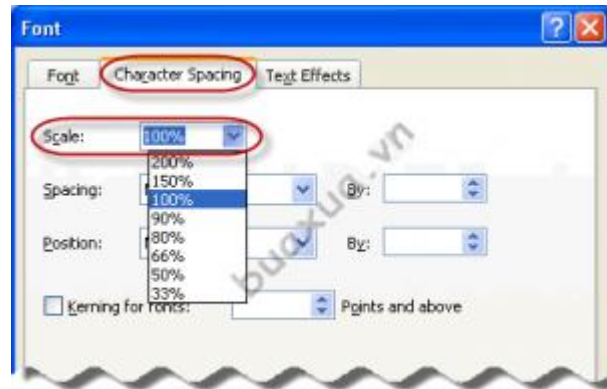 Font
Font Character Spacing Text Effects
Scale: 100%
200%
Spacing: 150% By:
100%
90%
Position: 80% By:
66%
50%
33%
Kerning for fonts: Points and above
buaxua.vn